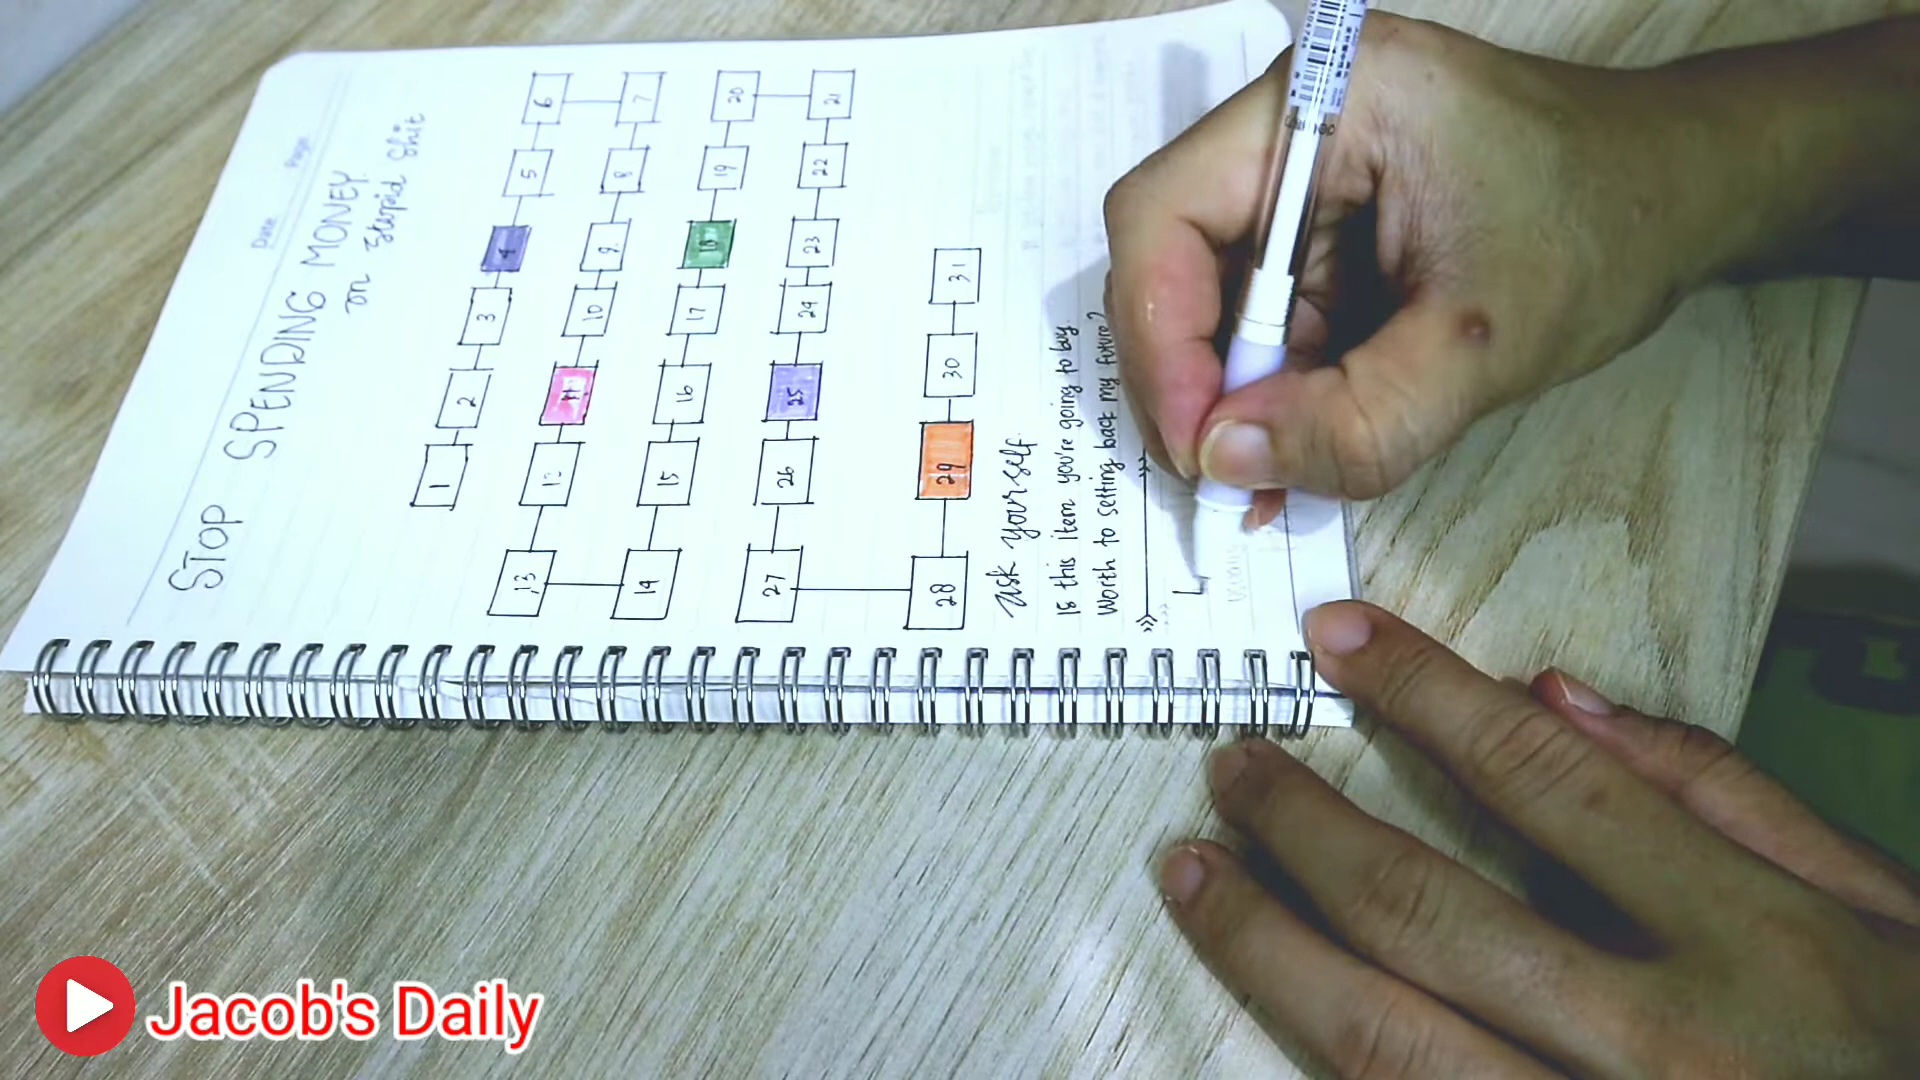 Date
Page
STOP SPENDING MONEY
on Stupid Shit
1 2 3 4 5 6
13 12 11 10 9 8 7
14 15 16 17 18 19 20
27 26 25 24 23 22 21
28 29 30 31
ask yourself.
Is this item you're going to buy
Worth to setting back my future?
Jacob's Daily